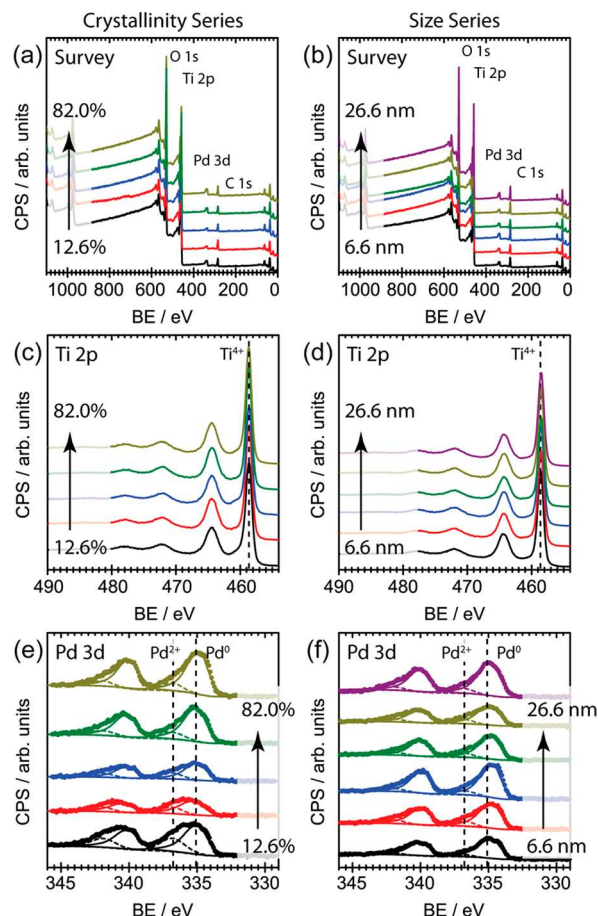 Crystallinity Series
Size Series
(a) Survey
O 1s
Ti 2p
82.0%
Pd 3d
C 1s
12.6%
CPS / arb. units
1000 800 600 400 200 0
BE / eV
(b) Survey
O 1s
Ti 2p
26.6 nm
Pd 3d
C 1s
6.6 nm
CPS / arb. units
1000 800 600 400 200 0
BE / eV
(c) Ti 2p
Ti⁴⁺
82.0%
12.6%
CPS / arb. units
490 480 470 460
BE / eV
(d) Ti 2p
Ti⁴⁺
26.6 nm
6.6 nm
CPS / arb. units
490 480 470 460
BE / eV
(e) Pd 3d
Pd²⁺ Pd⁰
82.0%
12.6%
CPS / arb. units
345 340 335 330
BE / eV
(f) Pd 3d
Pd²⁺ Pd⁰
26.6 nm
6.6 nm
CPS / arb. units
345 340 335 330
BE / eV